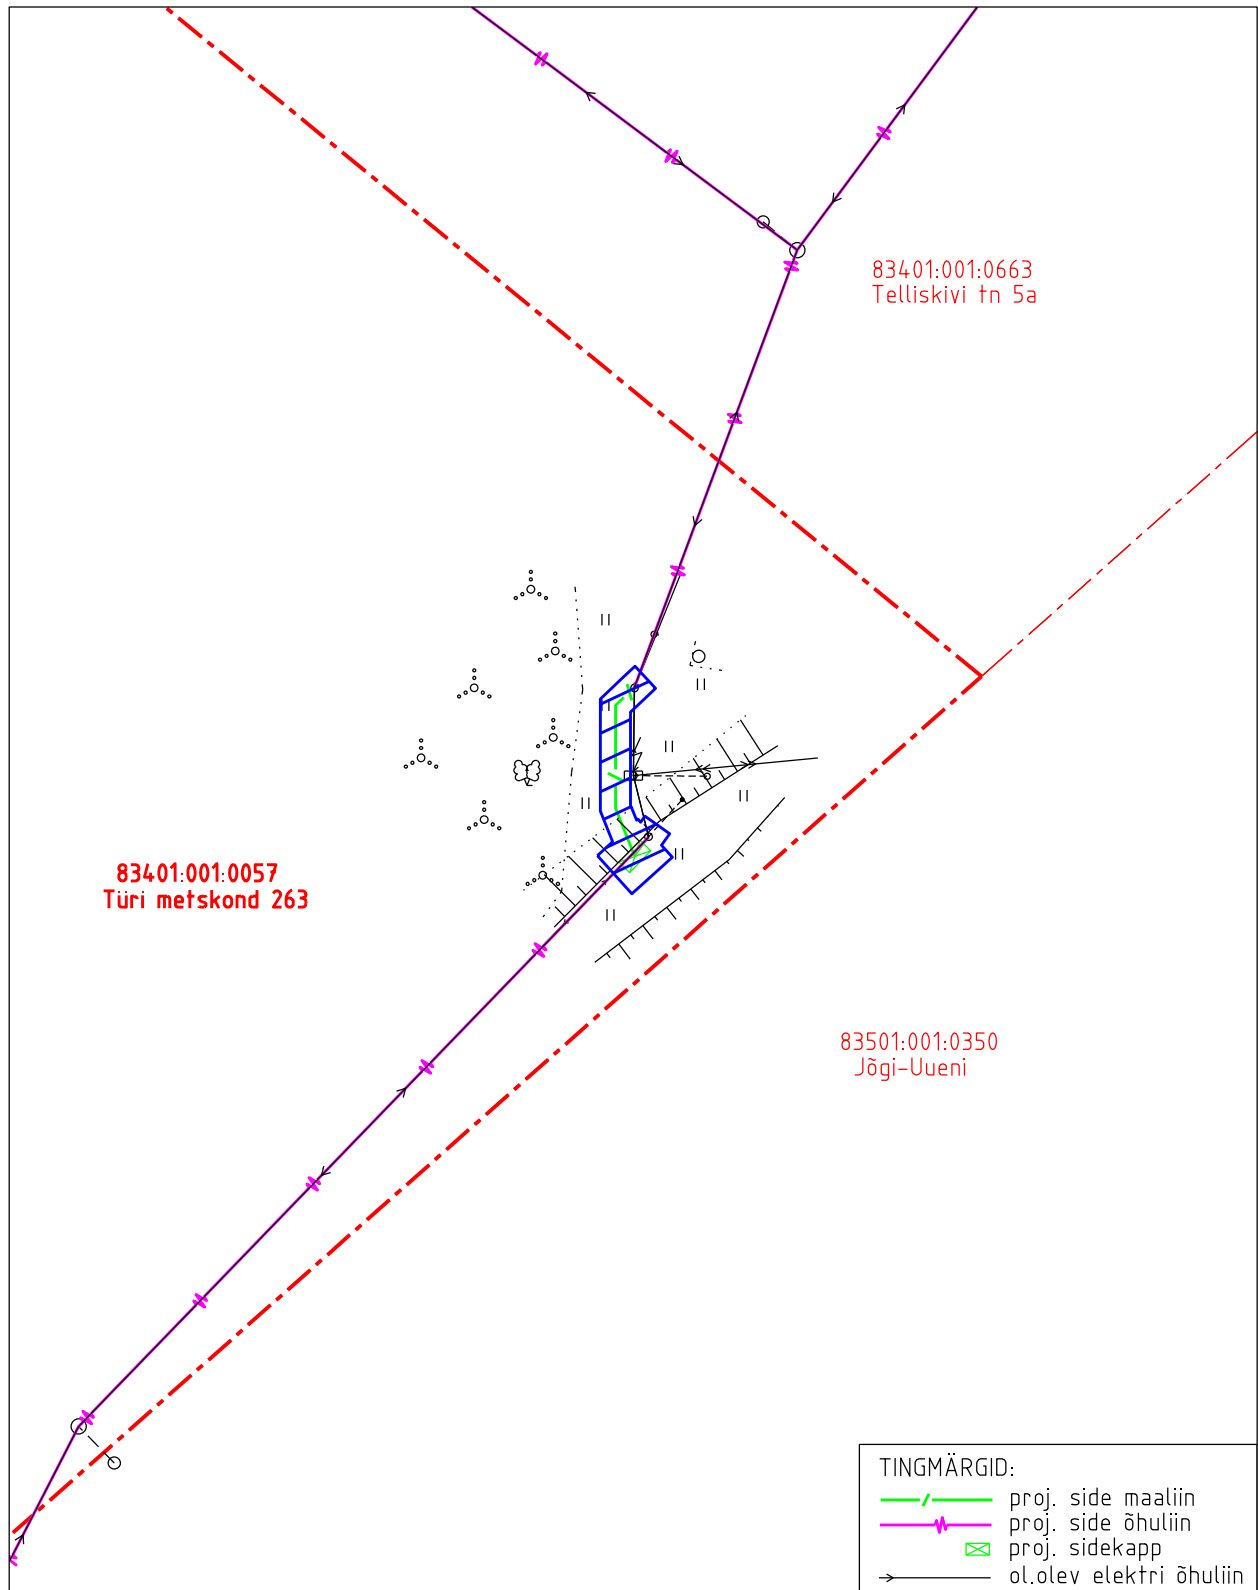 83401:001:0663
Telliskivi tn 5a
83401:001:0057
Türi metskond 263
83501:001:0350
Jõgi-Uueni
TINGMÄRGID:
proj. side maaliin
proj. side õhuliin
proj. sidekapp
ol.olev elektri õhuliin